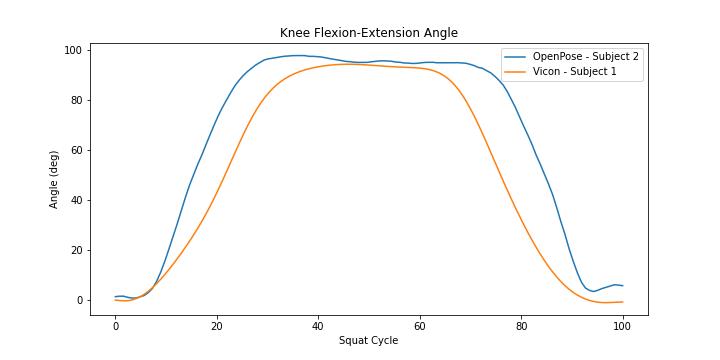 Knee Flexion-Extension Angle
OpenPose - Subject 2
Vicon - Subject 1
Angle (deg)
100
80
60
40
20
0
0 20 40 60 80 100
Squat Cycle